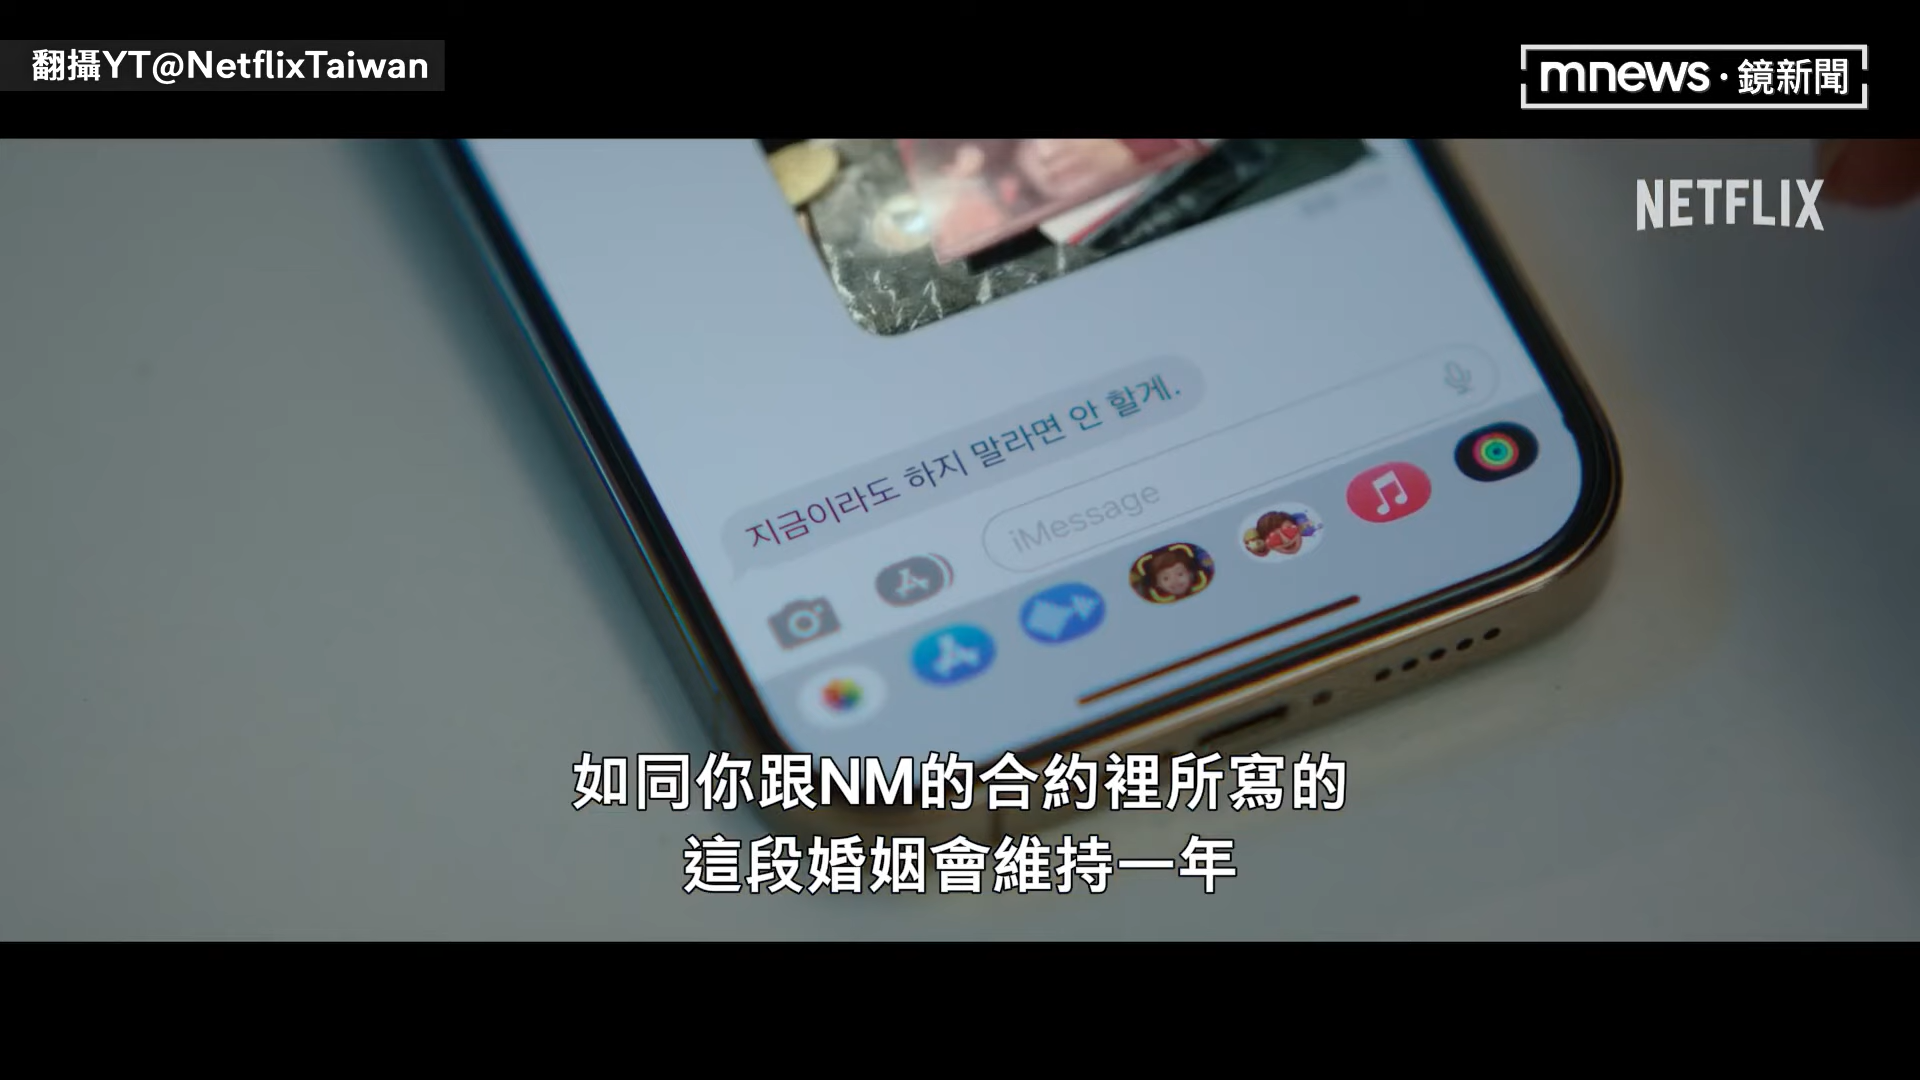 翻攝YT@NetflixTaiwan
mnews·鏡新聞
NETFLIX
지금이라도 하지 말라면 안 할게.
iMessage
如同你跟NM的合約裡所寫的
這段婚姻會維持一年